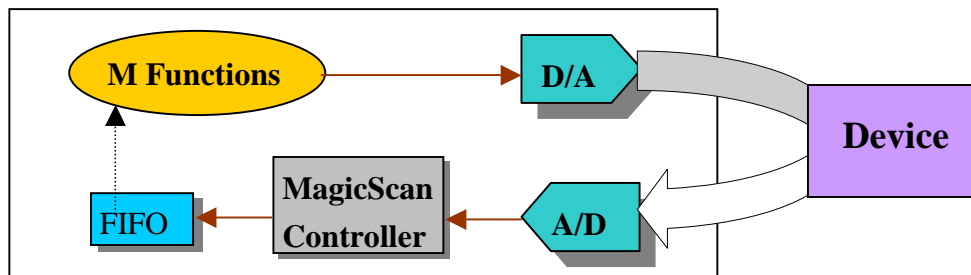 M Functions
D/A
Device
FIFO
MagicScan
Controller
A/D